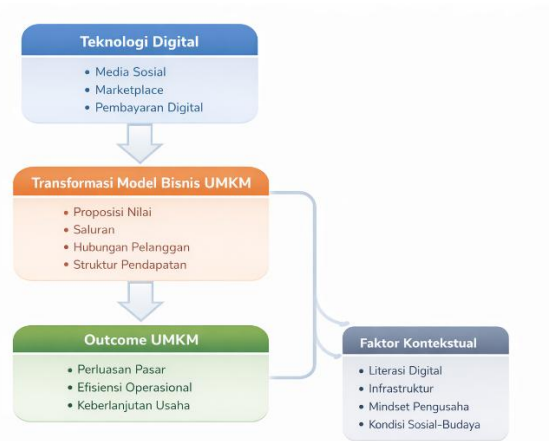 Teknologi Digital
• Media Sosial
• Marketplace
• Pembayaran Digital
Transformasi Model Bisnis UMKM
• Proposisi Nilai
• Saluran
• Hubungan Pelanggan
• Struktur Pendapatan
Outcome UMKM
• Perluasan Pasar
• Efisiensi Operasional
• Keberlanjutan Usaha
Faktor Kontekstual
• Literasi Digital
• Infrastruktur
• Mindset Pengusaha
• Kondisi Sosial-Budaya